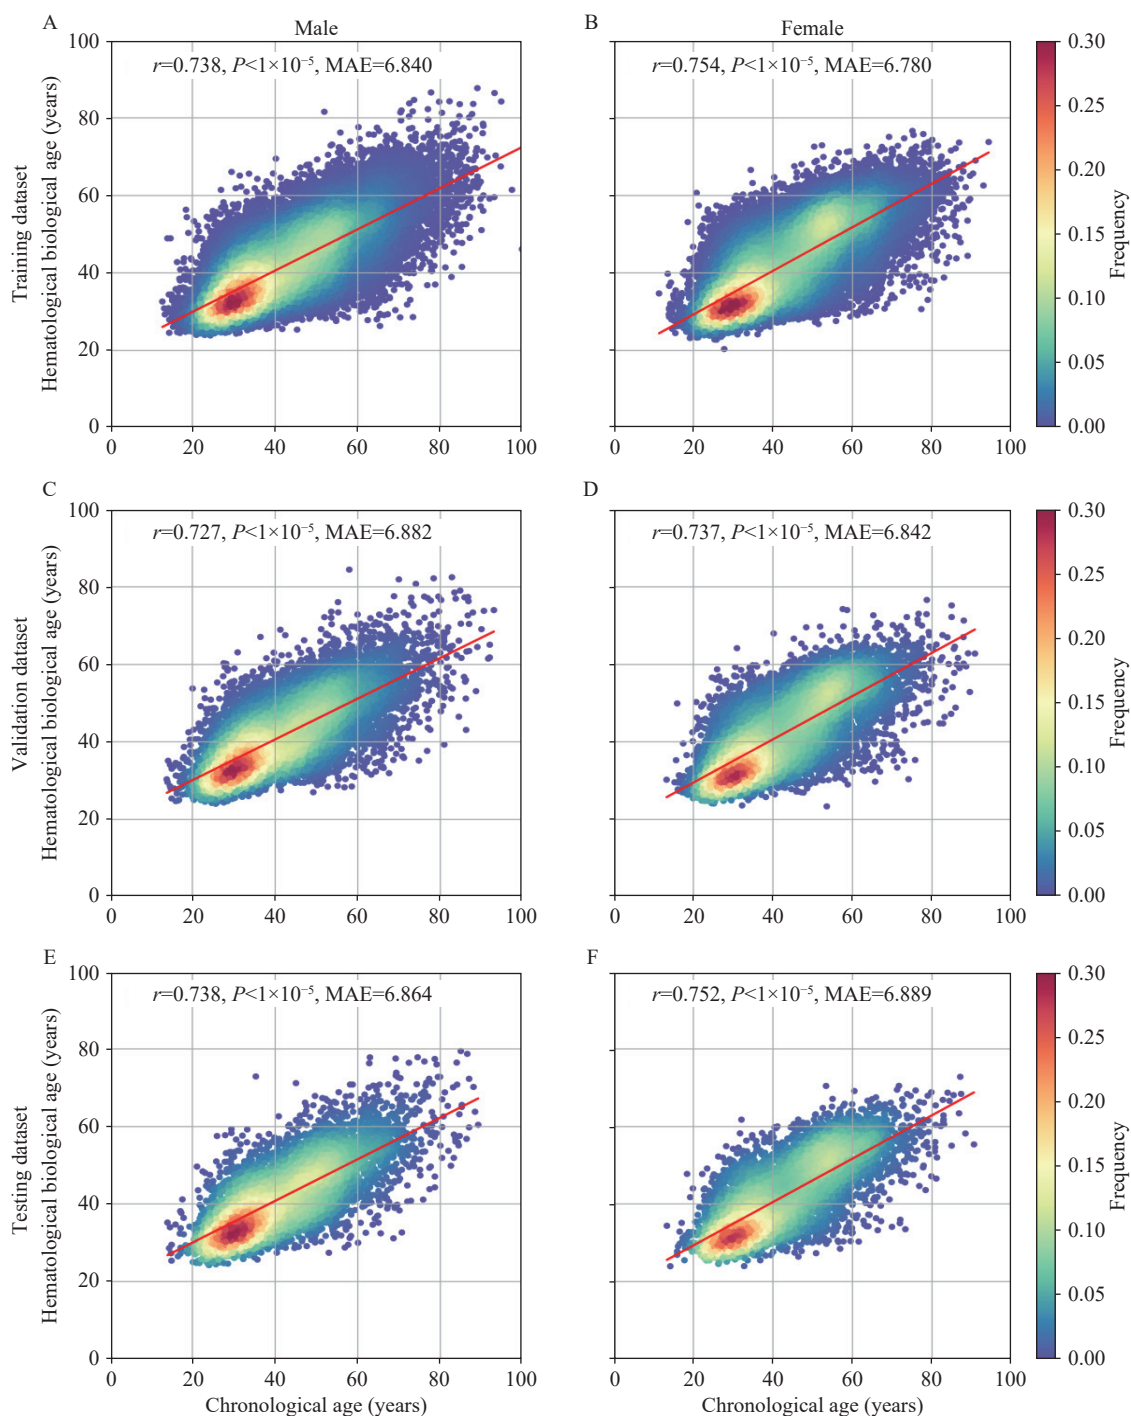 A
Male
B
Female
r=0.738, P<1×10⁻⁵, MAE=6.840
r=0.754, P<1×10⁻⁵, MAE=6.780
Training dataset
Hematological biological age (years)
100
80
60
40
20
0
0 20 40 60 80 100
0 20 40 60 80 100
0.30
0.25
0.20
0.15
0.10
0.05
0.00
Frequency
C
D
r=0.727, P<1×10⁻⁵, MAE=6.882
r=0.737, P<1×10⁻⁵, MAE=6.842
Validation dataset
Hematological biological age (years)
100
80
60
40
20
0
0 20 40 60 80 100
0 20 40 60 80 100
0.30
0.25
0.20
0.15
0.10
0.05
0.00
Frequency
E
F
r=0.738, P<1×10⁻⁵, MAE=6.864
r=0.752, P<1×10⁻⁵, MAE=6.889
Testing dataset
Hematological biological age (years)
100
80
60
40
20
0
0 20 40 60 80 100
0 20 40 60 80 100
Chronological age (years)
Chronological age (years)
0.30
0.25
0.20
0.15
0.10
0.05
0.00
Frequency